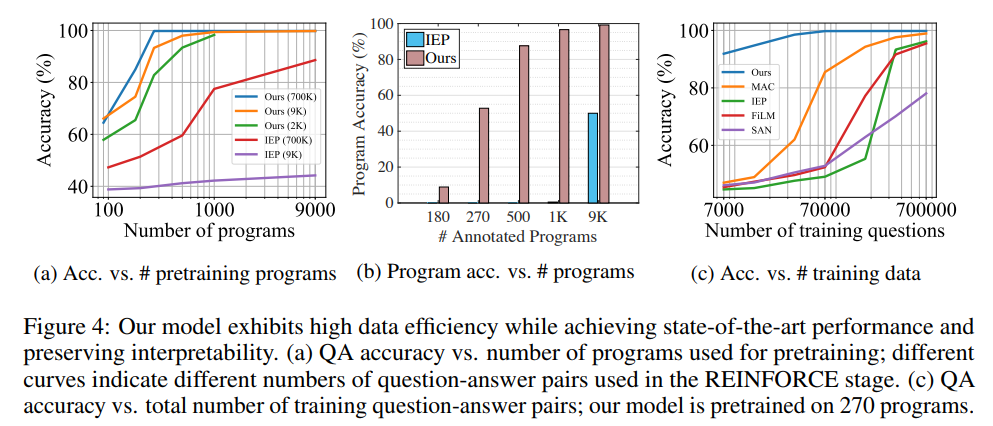 Accuracy (%)
100
80
60
40
100
1000
9000
Number of programs
Ours (700K)
Ours (9K)
Ours (2K)
IEP (700K)
IEP (9K)
(a) Acc. vs. # pretraining programs
Program Accuracy (%)
100
80
60
40
20
0
180 270 500 1K 9K
# Annotated Programs
IEP
Ours
(b) Program acc. vs. # programs
Accuracy (%)
100
80
60
7000
70000
700000
Number of training questions
Ours
MAC
IEP
FiLM
SAN
(c) Acc. vs. # training data
Figure 4: Our model exhibits high data efficiency while achieving state-of-the-art performance and
preserving interpretability. (a) QA accuracy vs. number of programs used for pretraining; different
curves indicate different numbers of question-answer pairs used in the REINFORCE stage. (c) QA
accuracy vs. total number of training question-answer pairs; our model is pretrained on 270 programs.